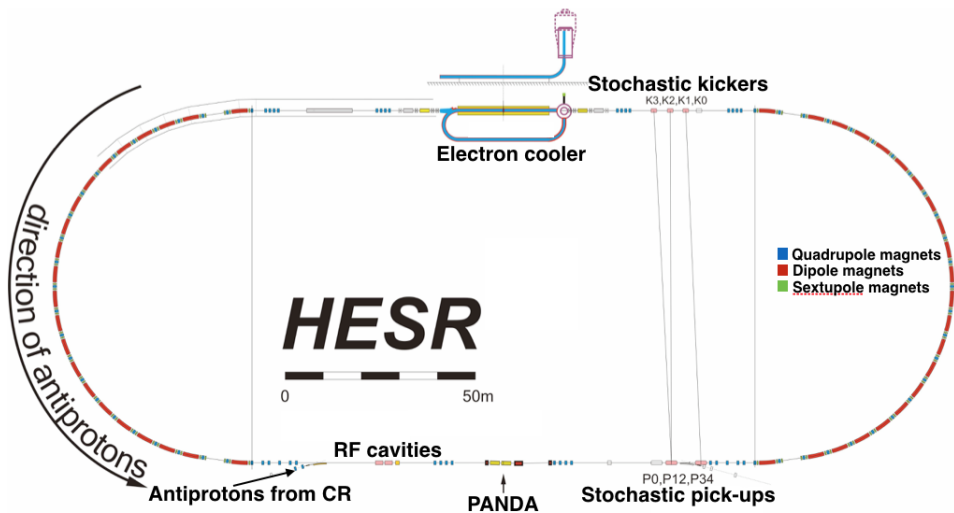 Stochastic kickers
K3,K2,K1,K0
Electron cooler
direction of antiprotons
Quadrupole magnets
Dipole magnets
Sextupole magnets
HESR
0
50m
RF cavities
Antiprotons from CR
PANDA
P0,P12,P34
Stochastic pick-ups